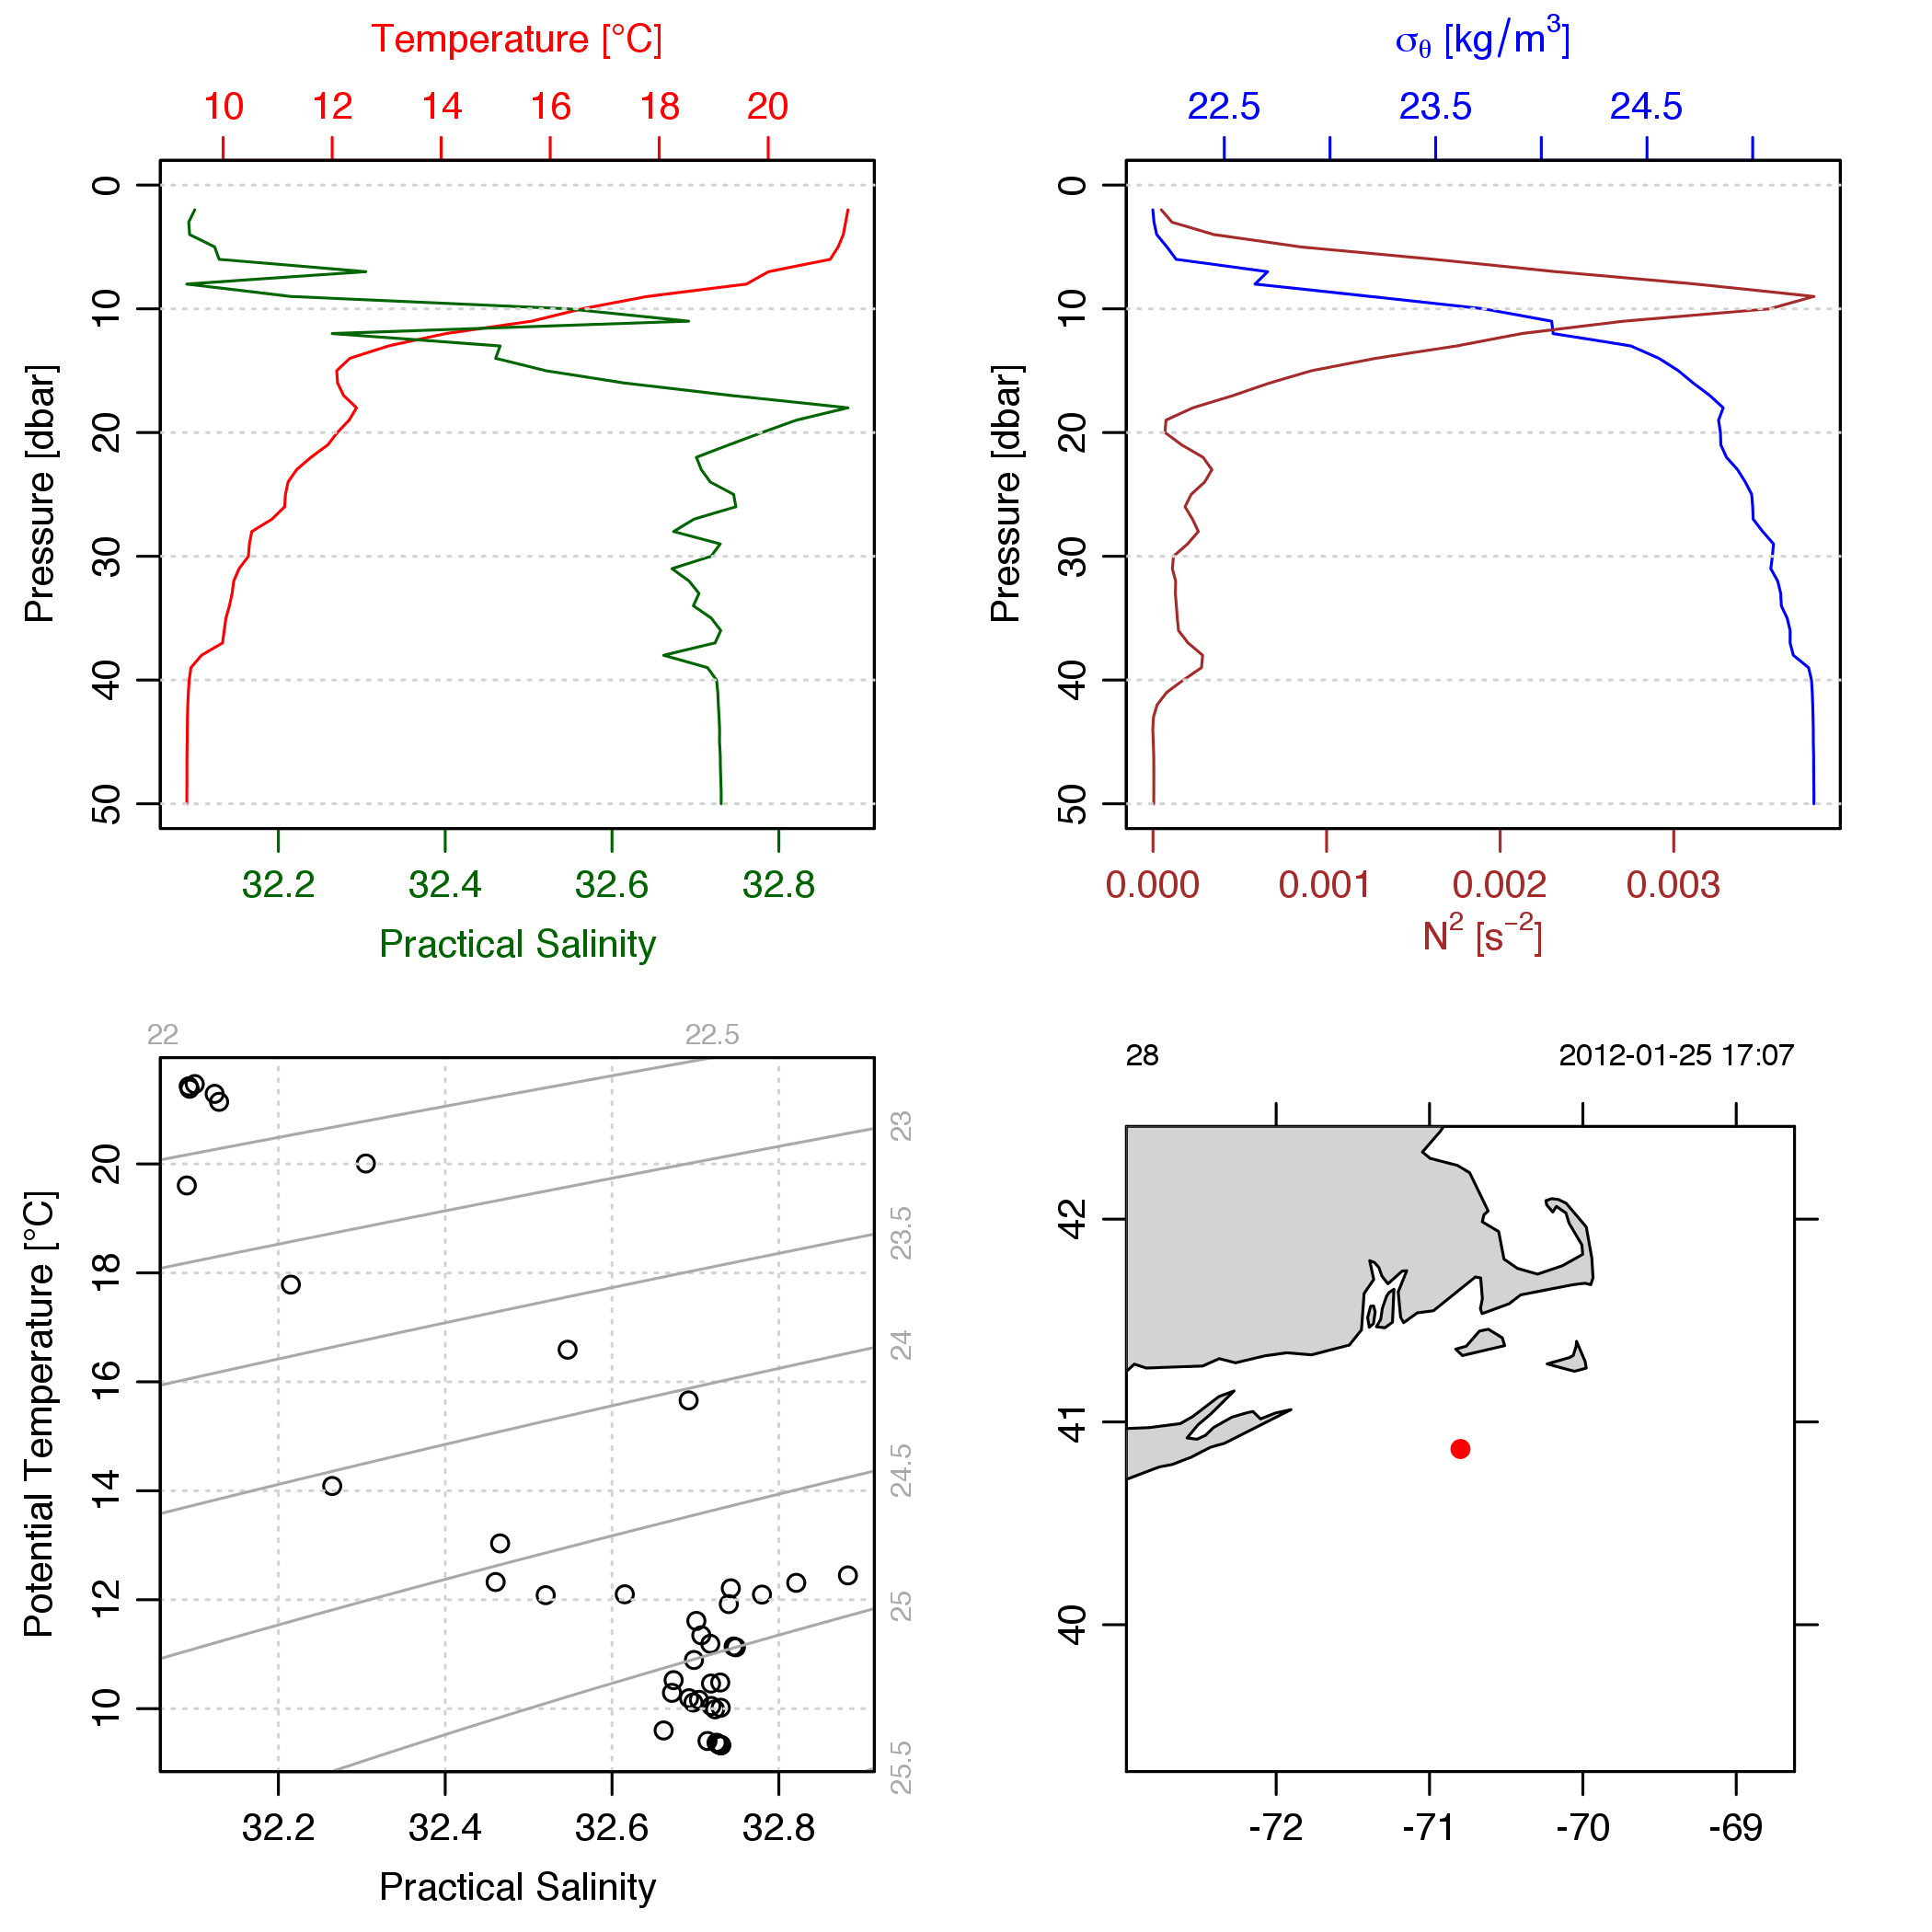 Temperature [°C]
10 12 14 16 18 20
0
10
20
30
40
50
Pressure [dbar]
32.2 32.4 32.6 32.8
Practical Salinity
σθ [kg/m³]
22.5 23.5 24.5
0
10
20
30
40
50
Pressure [dbar]
0.000 0.001 0.002 0.003
N² [s⁻²]
22 22.5
23
23.5
24
24.5
25
25.5
20
18
16
14
12
10
Potential Temperature [°C]
32.2 32.4 32.6 32.8
Practical Salinity
28 2012-01-25 17:07
42
41
40
-72 -71 -70 -69